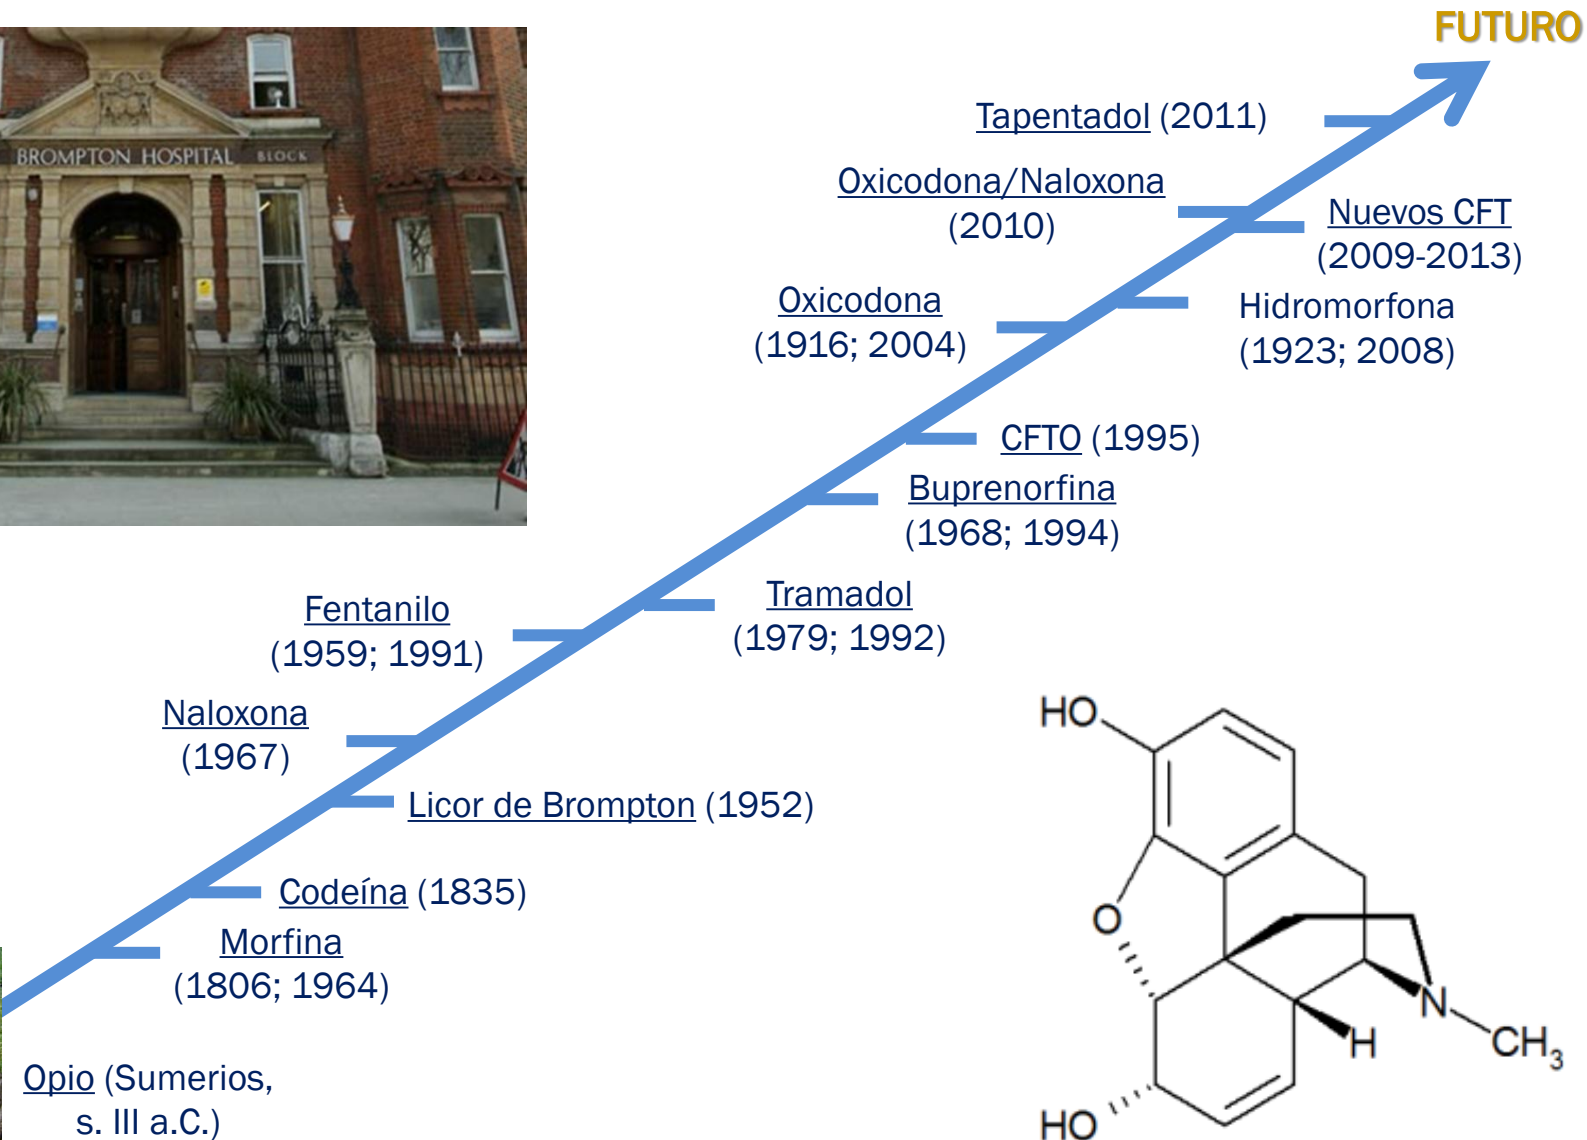 FUTURO
BROMPTON HOSPITAL BLOCK
Tapentadol (2011)
Oxicodona/Naloxona
(2010)
Nuevos CFT
(2009-2013)
Oxicodona
(1916; 2004)
Hidromorfona
(1923; 2008)
CFTO (1995)
Buprenorfina
(1968; 1994)
Fentanilo
(1959; 1991)
Tramadol
(1979; 1992)
Naloxona
(1967)
Licor de Brompton (1952)
Codeína (1835)
Morfina
(1806; 1964)
Opio (Sumerios,
s. III a.C.)
HO
O
N
H
CH3
HO